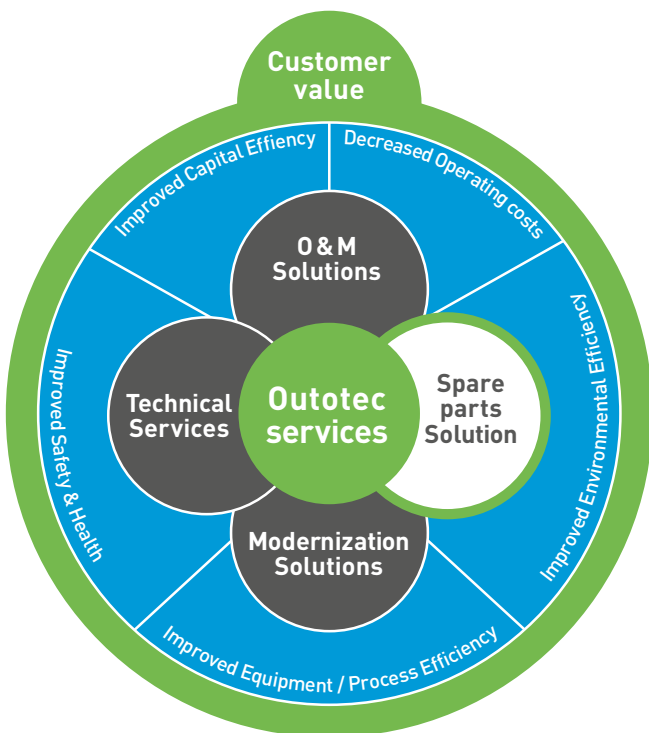 Customer
value
Improved Capital Effiency
Decreased Operating costs
O & M
Solutions
Improved Safety & Health
Technical
Services
Outotec
services
Spare
parts
Solution
Improved Environmental Efficiency
Modernization
Solutions
Improved Equipment / Process Efficiency